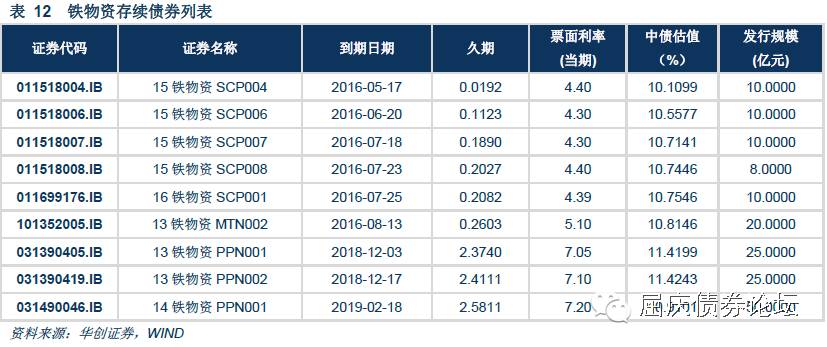 表 12 铁物资存续债券列表
证券代码 证券名称 到期日期 久期 票面利率(当期) 中债估值(%) 发行规模(亿元)
011518004.IB 15 铁物资 SCP004 2016-05-17 0.0192 4.40 10.1099 10.0000
011518006.IB 15 铁物资 SCP006 2016-06-20 0.1123 4.30 10.5577 10.0000
011518007.IB 15 铁物资 SCP007 2016-07-18 0.1890 4.30 10.7141 10.0000
011518008.IB 15 铁物资 SCP008 2016-07-23 0.2027 4.40 10.7446 8.0000
011699176.IB 16 铁物资 SCP001 2016-07-25 0.2082 4.39 10.7546 10.0000
101352005.IB 13 铁物资 MTN002 2016-08-13 0.2603 5.10 10.8146 20.0000
031390405.IB 13 铁物资 PPN001 2018-12-03 2.3740 7.05 11.4199 25.0000
031390419.IB 13 铁物资 PPN002 2018-12-17 2.4111 7.10 11.4243 25.0000
031490046.IB 14 铁物资 PPN001 2019-02-18 2.5811 7.20
屈庆债券论坛
资料来源：华创证券，WIND